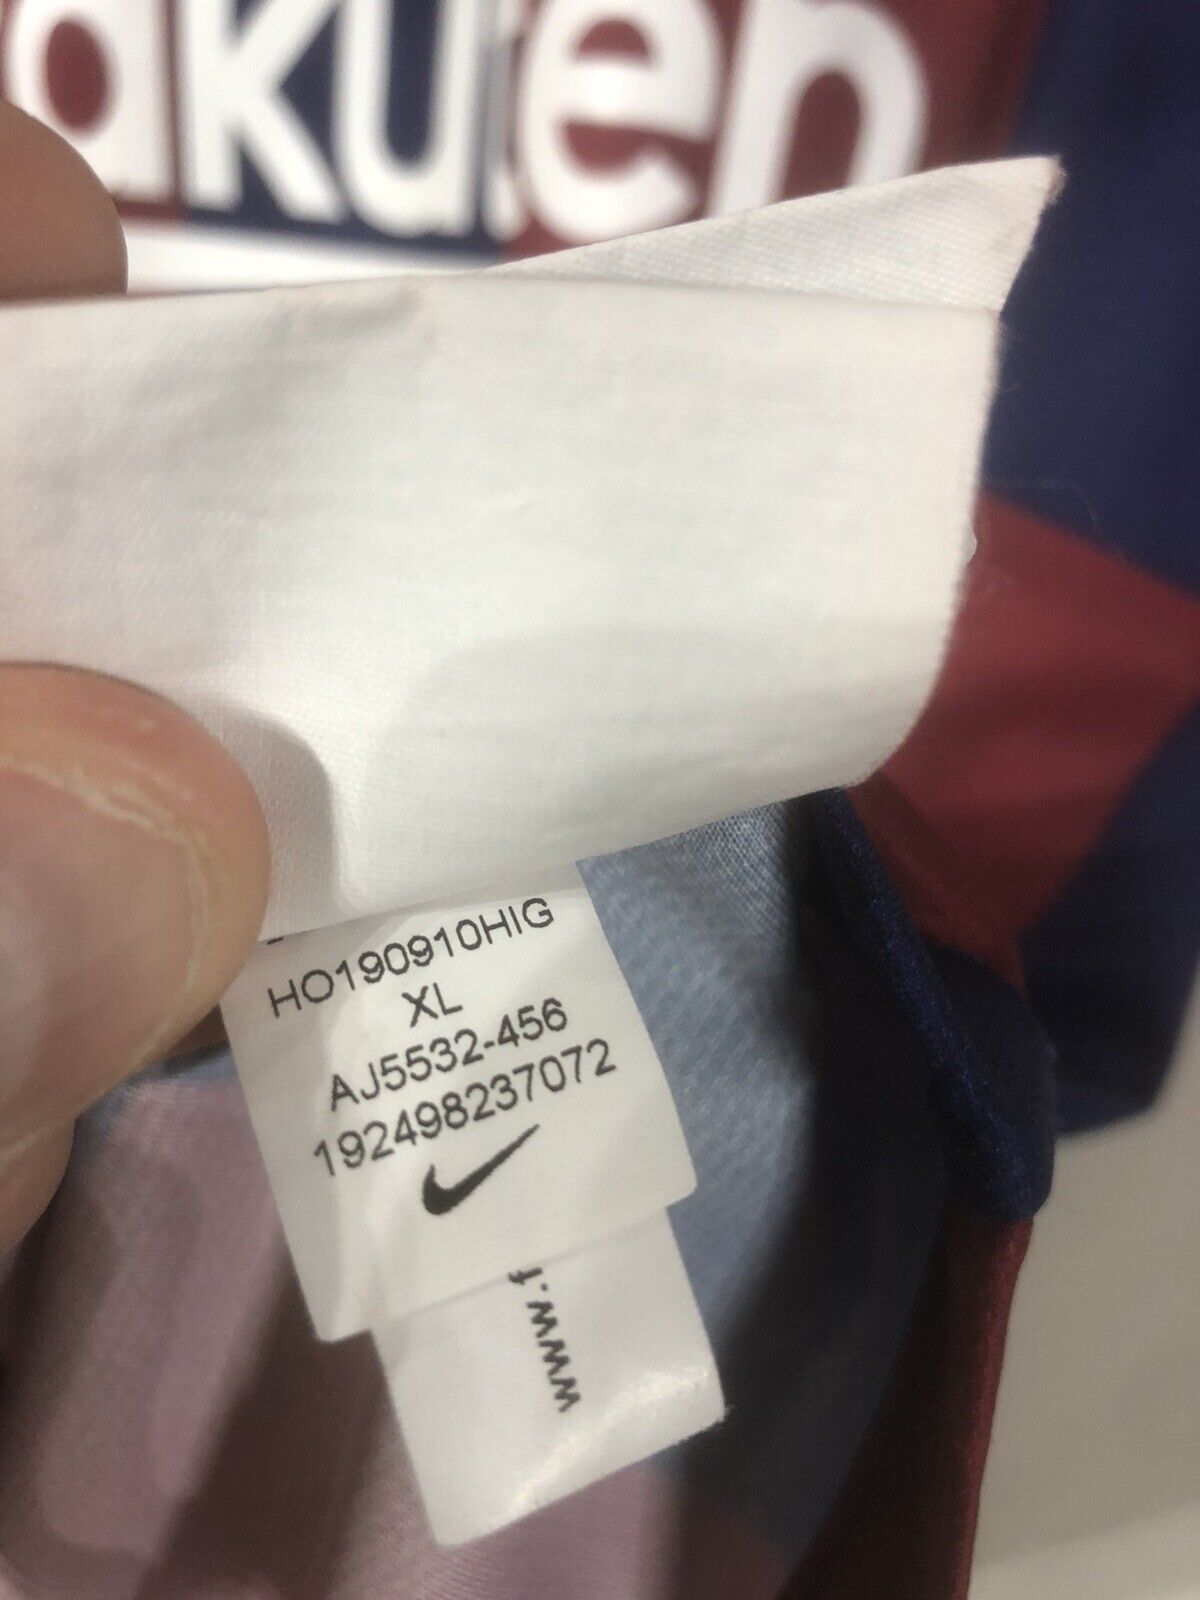 akuten
HO190910HIG
XL
AJ5532-456
192498237072
www.f